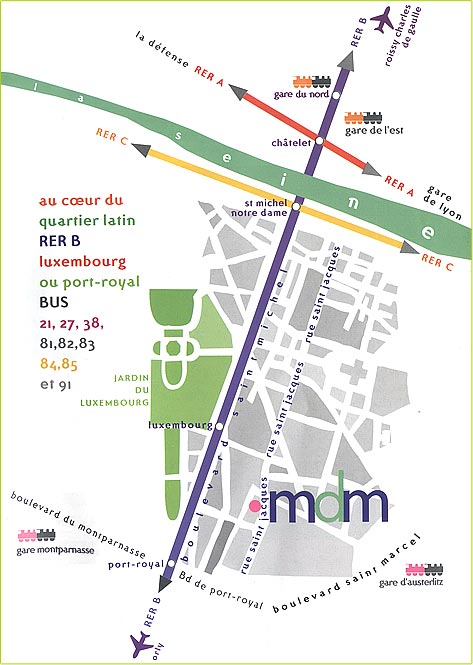 RER B
roissy charles
de gaulle
la défense
RER A
gare du nord
gare de l'est
châtelet
la seine
RER C
RER A
gare
de lyon
st michel
notre dame
RER C
au cœur du
quartier latin
RER B
luxembourg
ou port-royal
BUS
21, 27, 38,
81,82,83
84,85
et 91
rue saint jacques
boulevard saint michel
JARDIN
DU
LUXEMBOURG
rue saint jacques
luxembourg
mdm
rue saint jacques
boulevard du montparnasse
gare montparnasse
port-royal
Bd de port-royal
boulevard saint marcel
gare d'austerlitz
RER B
orly